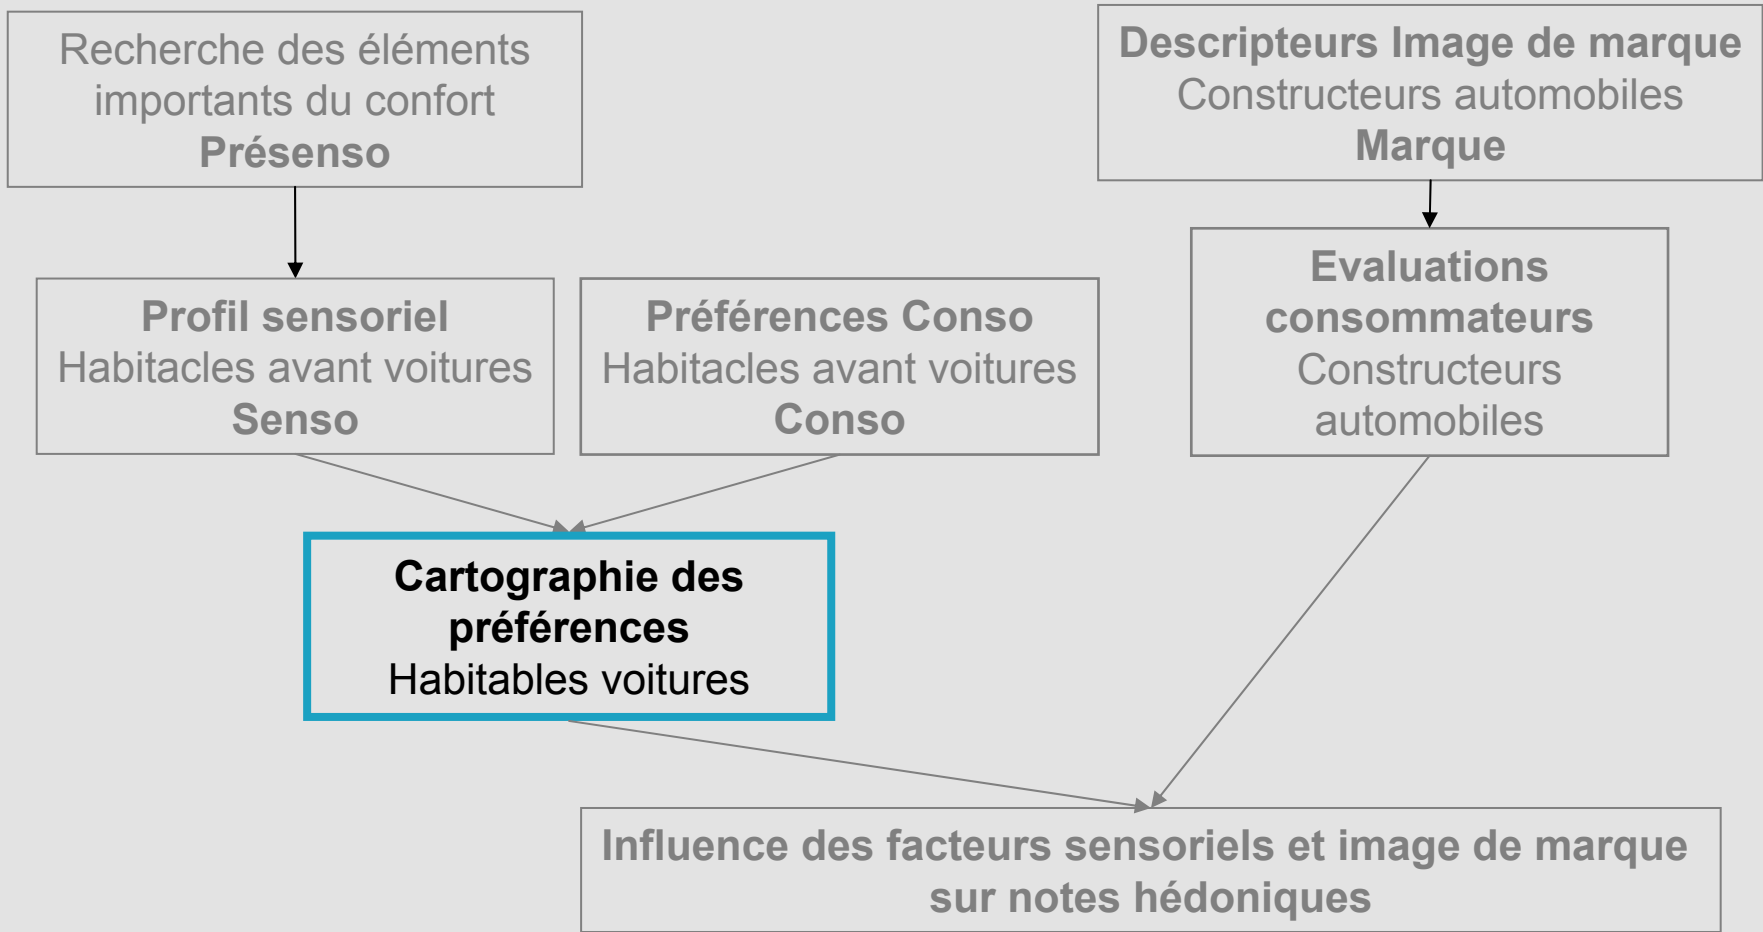 Recherche des éléments
importants du confort
Présenso
Descripteurs Image de marque
Constructeurs automobiles
Marque
Profil sensoriel
Habitacles avant voitures
Senso
Préférences Conso
Habitacles avant voitures
Conso
Evaluations
consommateurs
Constructeurs
automobiles
Cartographie des
préférences
Habitables voitures
Influence des facteurs sensoriels et image de marque
sur notes hédoniques